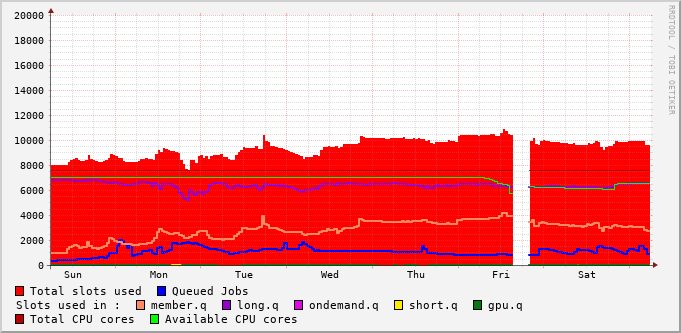 RRDTOOL / TOBI OETIKER
20000
18000
16000
14000
12000
10000
8000
6000
4000
2000
0
Sun Mon Tue Wed Thu Fri Sat
Total slots used Queued Jobs
Slots used in : member.q long.q ondemand.q short.q gpu.q
Total CPU cores Available CPU cores